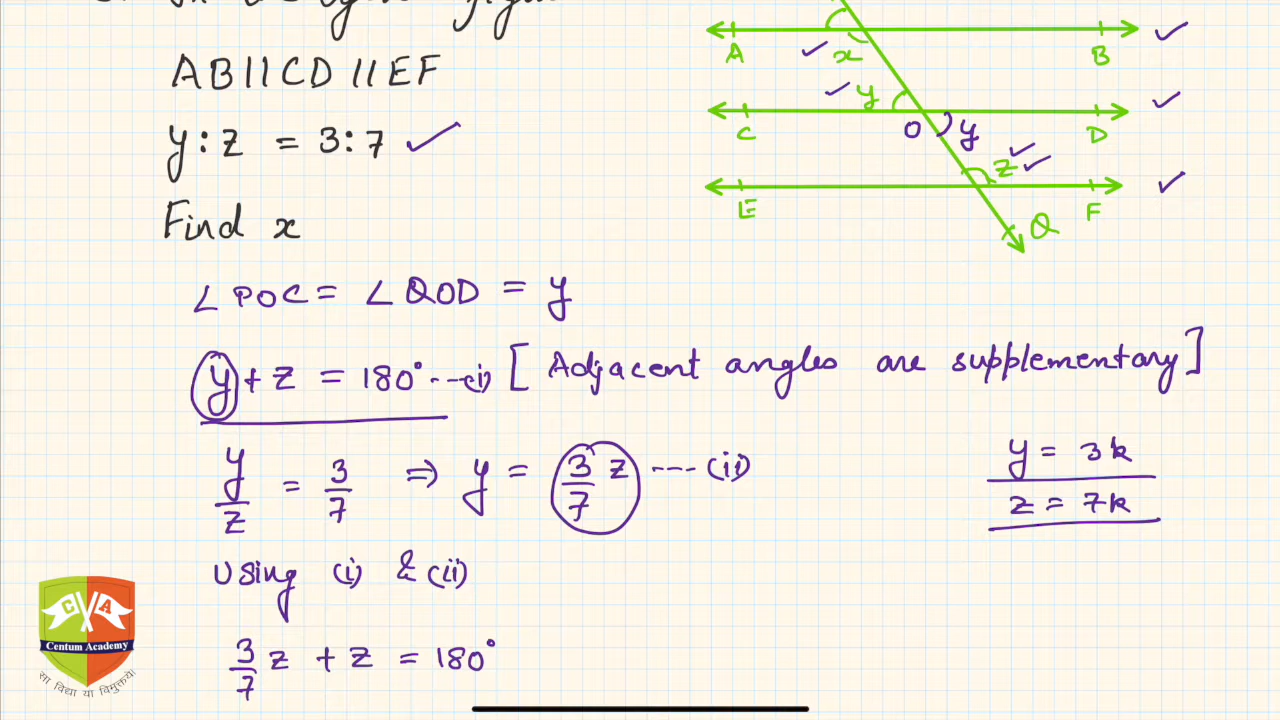 AB || CD || EF
y : z = 3 : 7
Find x
A
x
B
y
C
O
y
D
z
E
F
Q
∠POC = ∠QOD = y
y + z = 180° --- (i) [ Adjacent angles are supplementary ]
y/z = 3/7 ⇒ y = 3/7 z --- (ii)
y = 3k
z = 7k
Using (i) & (ii)
3/7 z + z = 180°
C A
Centum Academy
सा विद्या या विमुक्तये।